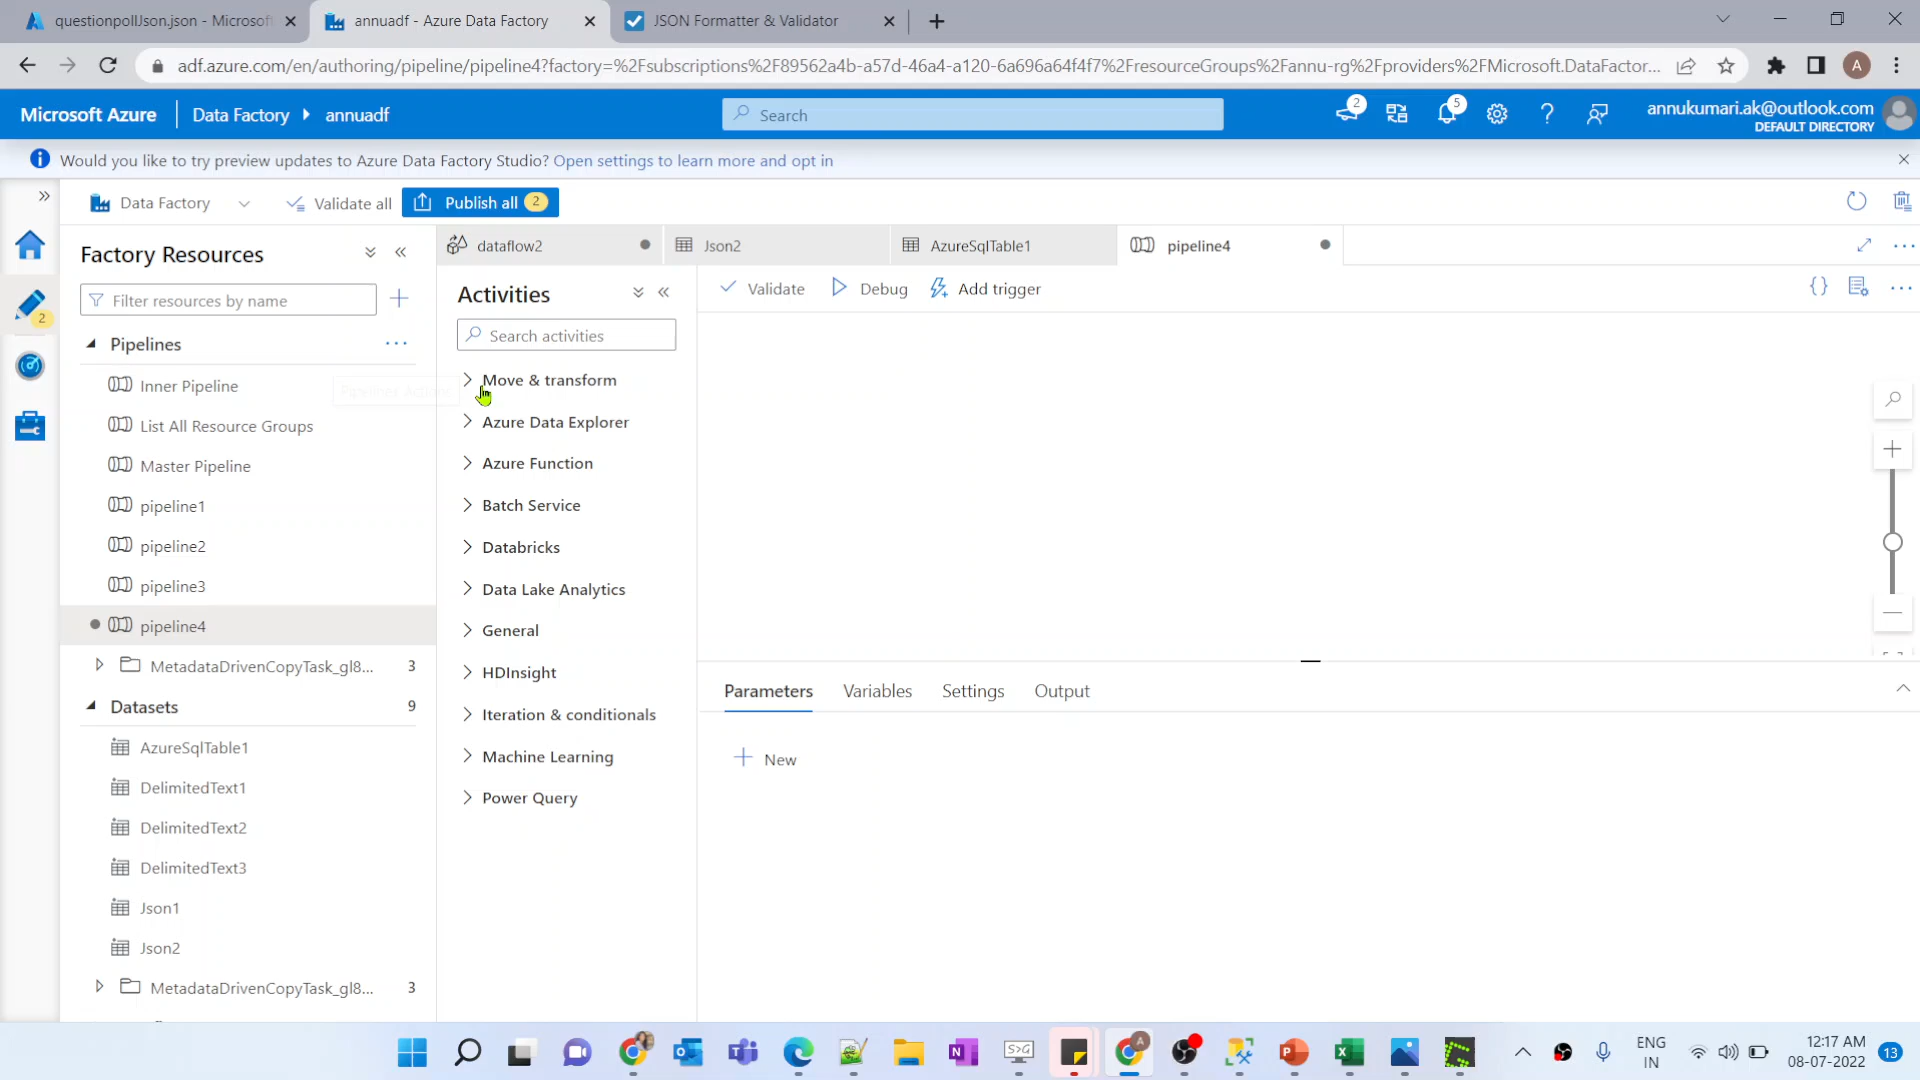 questionpollJson.json - Microsoft
annuadf - Azure Data Factory
JSON Formatter & Validator
adf.azure.com/en/authoring/pipeline/pipeline4?factory=%2Fsubscriptions%2F89562a4b-a57d-46a4-a120-6a696a64f4f7%2FresourceGroups%2Fannu-rg%2Fproviders%2FMicrosoft.DataFactor...
A
Microsoft Azure
Data Factory
annuadf
Search
2
5
annukumari.ak@outlook.com
DEFAULT DIRECTORY
Would you like to try preview updates to Azure Data Factory Studio? Open settings to learn more and opt in
Data Factory
Validate all
Publish all 2
Factory Resources
Filter resources by name
2
Pipelines
Inner Pipeline
List All Resource Groups
Master Pipeline
pipeline1
pipeline2
pipeline3
pipeline4
MetadataDrivenCopyTask_gl8... 3
Datasets 9
AzureSqlTable1
DelimitedText1
DelimitedText2
DelimitedText3
Json1
Json2
MetadataDrivenCopyTask_gl8... 3
dataflow2
Json2
AzureSqlTable1
pipeline4
Activities
Search activities
Move & transform
Azure Data Explorer
Azure Function
Batch Service
Databricks
Data Lake Analytics
General
HDInsight
Iteration & conditionals
Machine Learning
Power Query
Validate
Debug
Add trigger
Parameters
Variables
Settings
Output
New
ENG
IN
12:17 AM
08-07-2022
13